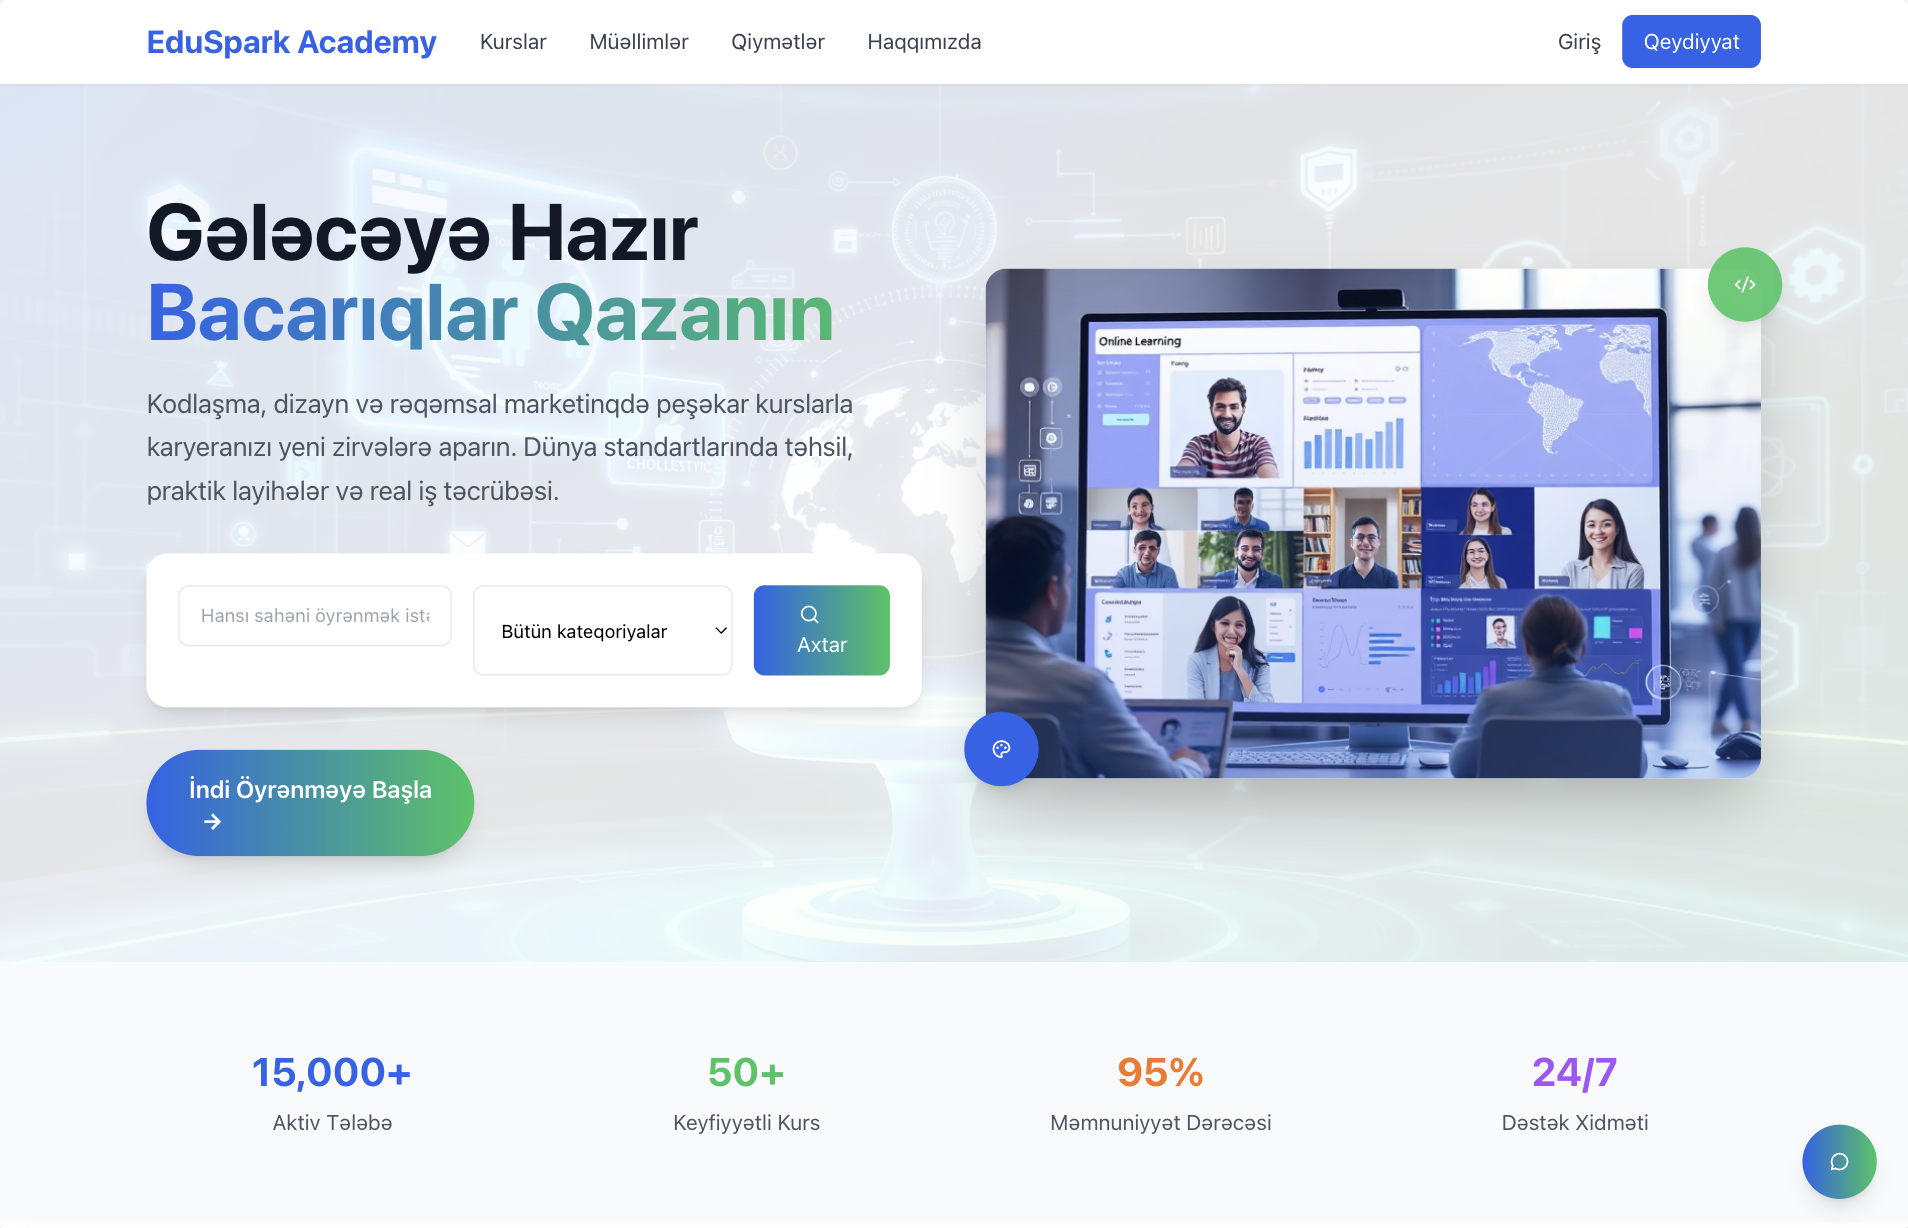 EduSpark Academy
Kurslar
Müəllimlər
Qiymətlər
Haqqımızda
Giriş
Qeydiyyat
Gələcəyə Hazır
Bacarıqlar Qazanın
Kodlaşma, dizayn və rəqəmsal marketinqdə peşəkar kurslarla
karyeranızı yeni zirvələrə aparın. Dünya standartlarında təhsil,
praktik layihələr və real iş təcrübəsi.
Hansı sahəni öyrənmək istə
Bütün kateqoriyalar
Axtar
İndi Öyrənməyə Başla
→
Online Learning
15,000+
Aktiv Tələbə
50+
Keyfiyyətli Kurs
95%
Məmnuniyyət Dərəcəsi
24/7
Dəstək Xidməti